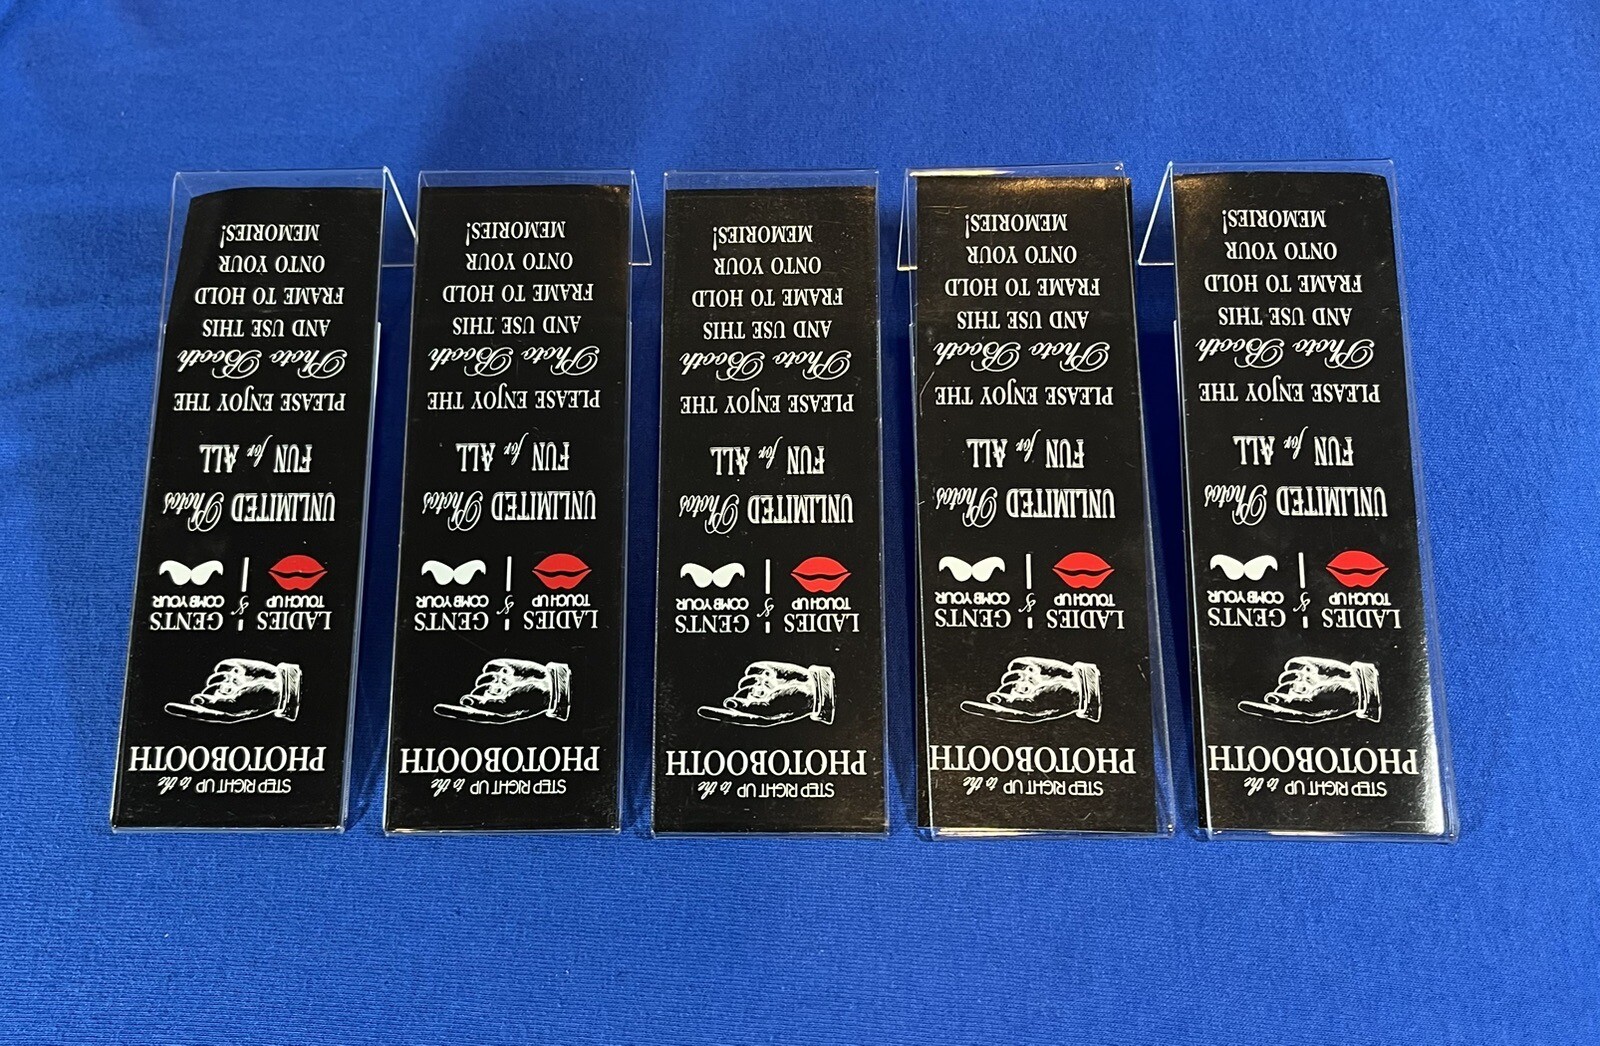 STEP RIGHT UP to the
PHOTOBOOTH
LADIES & GENTS
TOUCH UP COMB YOUR
UNLIMITED Photos
FUN for ALL
PLEASE ENJOY THE
Photo Booth
AND USE THIS
FRAME TO HOLD
ONTO YOUR
MEMORIES!
STEP RIGHT UP to the
PHOTOBOOTH
LADIES & GENTS
TOUCH UP COMB YOUR
UNLIMITED Photos
FUN for ALL
PLEASE ENJOY THE
Photo Booth
AND USE THIS
FRAME TO HOLD
ONTO YOUR
MEMORIES!
STEP RIGHT UP to the
PHOTOBOOTH
LADIES & GENTS
TOUCH UP COMB YOUR
UNLIMITED Photos
FUN for ALL
PLEASE ENJOY THE
Photo Booth
AND USE THIS
FRAME TO HOLD
ONTO YOUR
MEMORIES!
STEP RIGHT UP to the
PHOTOBOOTH
LADIES & GENTS
TOUCH UP COMB YOUR
UNLIMITED Photos
FUN for ALL
PLEASE ENJOY THE
Photo Booth
AND USE THIS
FRAME TO HOLD
ONTO YOUR
MEMORIES!
STEP RIGHT UP to the
PHOTOBOOTH
LADIES & GENTS
TOUCH UP COMB YOUR
UNLIMITED Photos
FUN for ALL
PLEASE ENJOY THE
Photo Booth
AND USE THIS
FRAME TO HOLD
ONTO YOUR
MEMORIES!